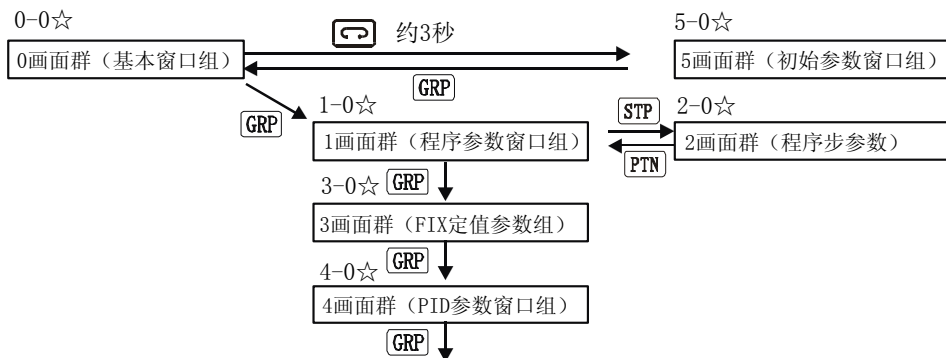 0-0☆
约3秒
5-0☆
0画面群（基本窗口组）
5画面群（初始参数窗口组）
GRP
GRP
1-0☆
STP
2-0☆
1画面群（程序参数窗口组）
2画面群（程序步参数）
PTN
3-0☆ GRP
3画面群（FIX定值参数组）
4-0☆ GRP
4画面群（PID参数窗口组）
GRP